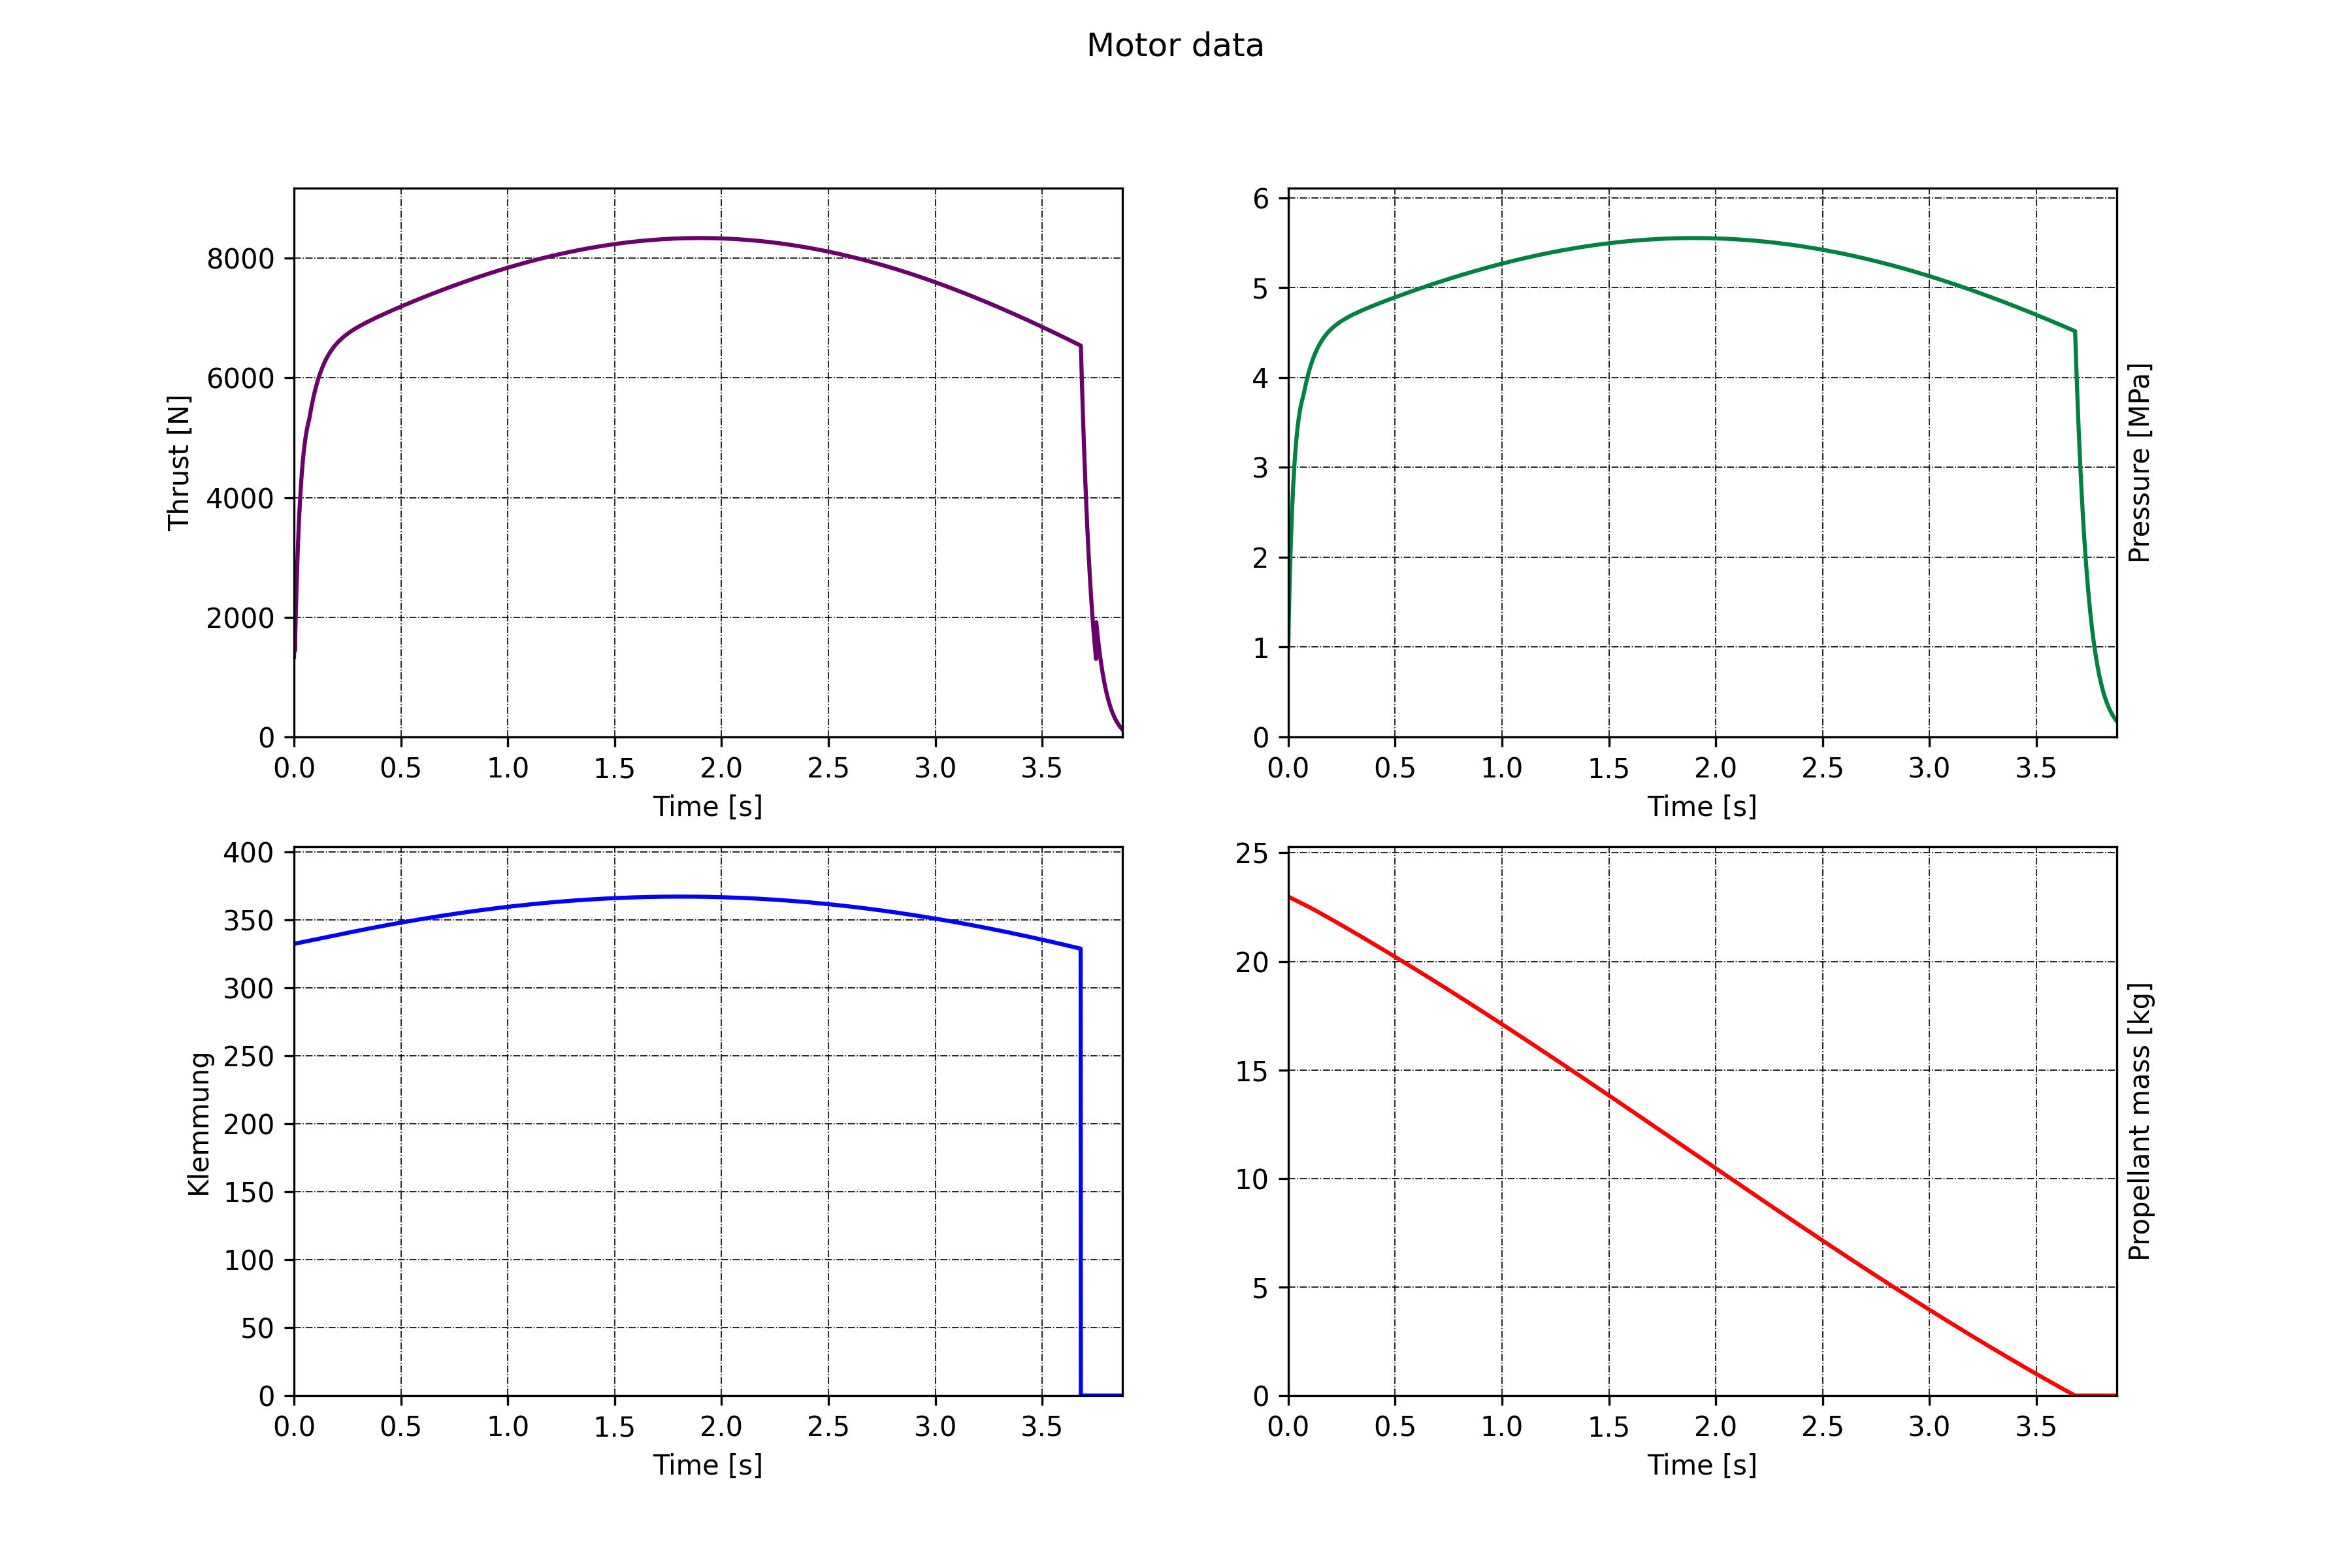 Motor data
Thrust [N]
8000
6000
4000
2000
0
0.0 0.5 1.0 1.5 2.0 2.5 3.0 3.5
Time [s]
6
5
4
3
2
1
0
Pressure [MPa]
0.0 0.5 1.0 1.5 2.0 2.5 3.0 3.5
Time [s]
Klemmung
400
350
300
250
200
150
100
50
0
0.0 0.5 1.0 1.5 2.0 2.5 3.0 3.5
Time [s]
25
20
15
10
5
0
Propellant mass [kg]
0.0 0.5 1.0 1.5 2.0 2.5 3.0 3.5
Time [s]